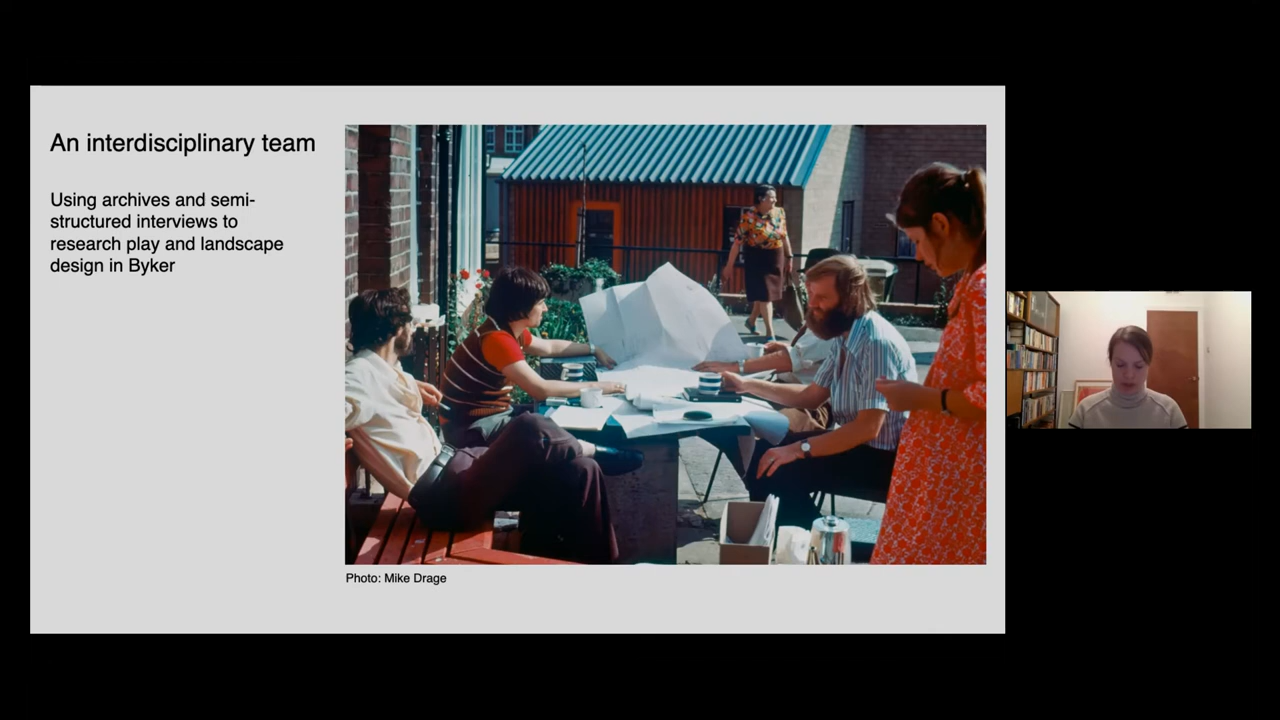 An interdisciplinary team
Using archives and semi-
structured interviews to
research play and landscape
design in Byker
Photo: Mike Drage